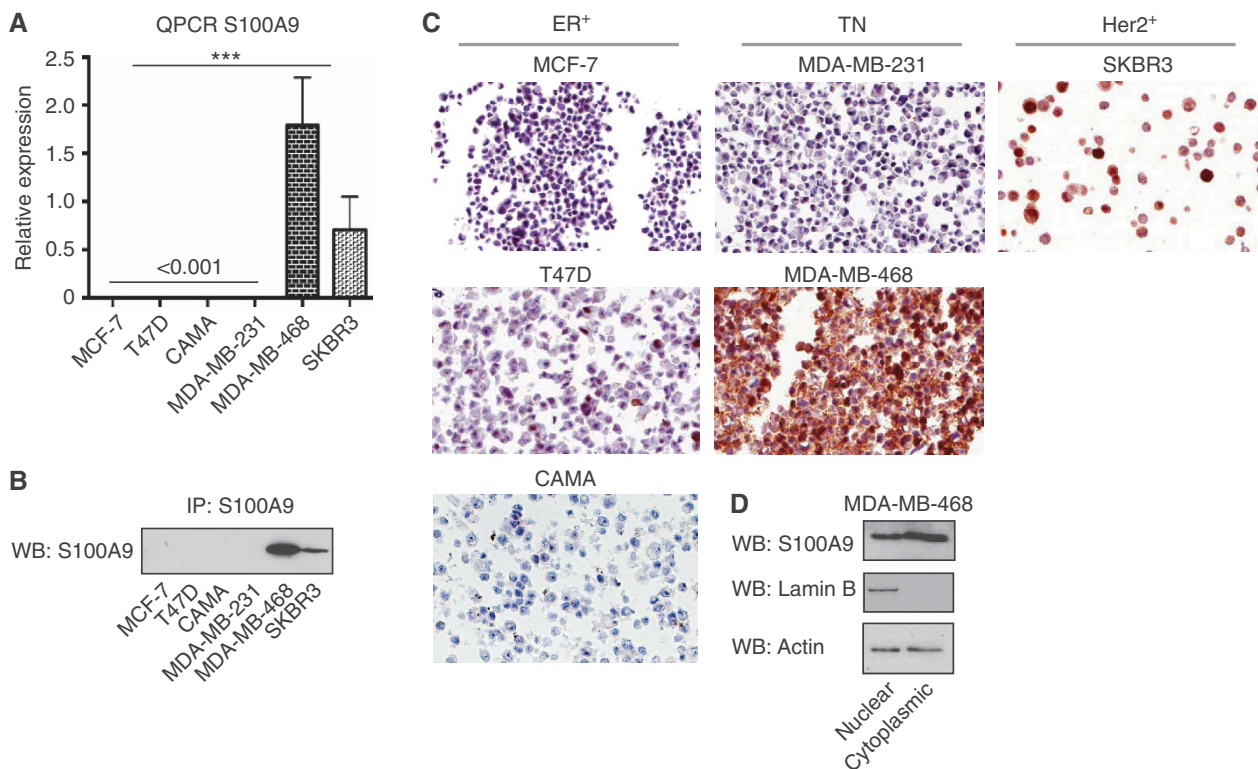 A
QPCR S100A9
Relative expression
2.5
2.0
1.5
1.0
0.5
0
***
<0.001
MCF-7
T47D
CAMA
MDA-MB-231
MDA-MB-468
SKBR3
B
IP: S100A9
WB: S100A9
MCF-7
T47D
CAMA
MDA-MB-231
MDA-MB-468
SKBR3
C
ER+
TN
Her2+
MCF-7
MDA-MB-231
SKBR3
T47D
MDA-MB-468
CAMA
D
MDA-MB-468
WB: S100A9
WB: Lamin B
WB: Actin
Nuclear
Cytoplasmic